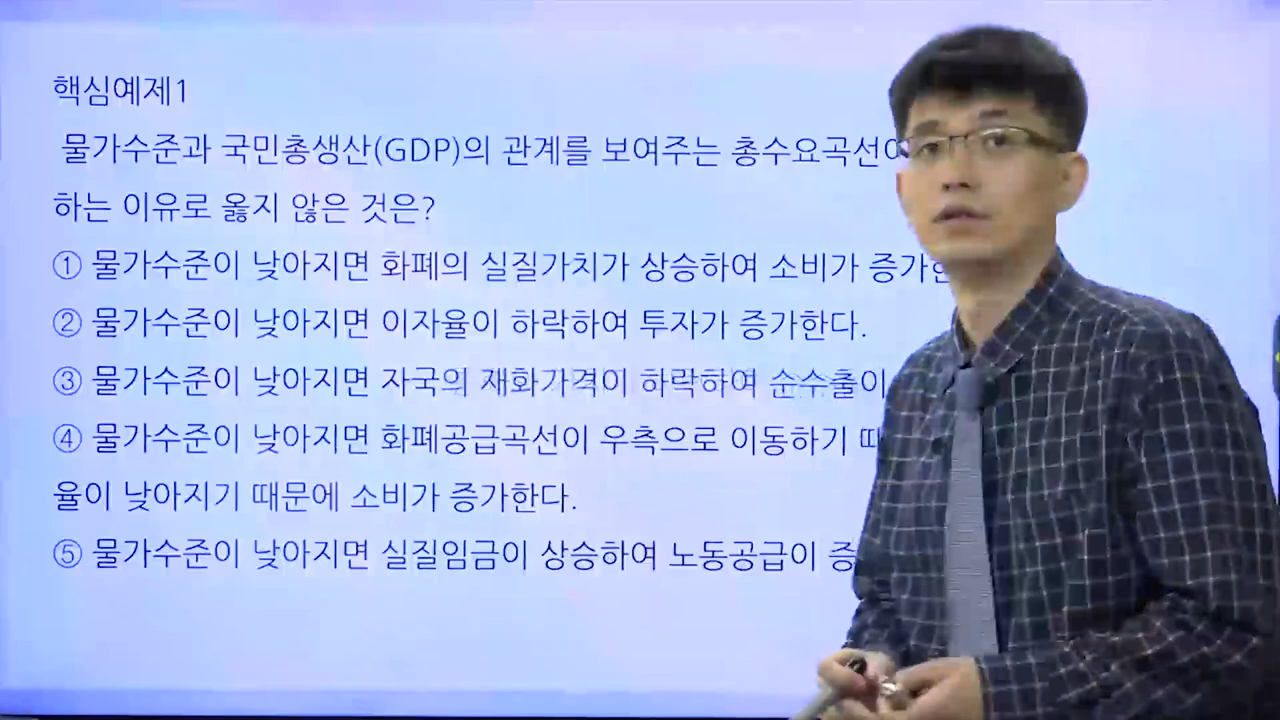 핵심예제1
물가수준과 국민총생산(GDP)의 관계를 보여주는
하는 이유로 옳지 않은 것은?
① 물가수준이 낮아지면 화폐의 실질가치가 상승하여 소비가
② 물가수준이 낮아지면 이자율이 하락하여 투자가 증가한다.
③ 물가수준이 낮아지면 자국의 재화가격이 하락하여 순수출이
④ 물가수준이 낮아지면 화폐공급곡선이 우측으로 이동하기
율이 낮아지기 때문에 소비가 증가한다.
⑤ 물가수준이 낮아지면 실질임금이 상승하여 노동공급이